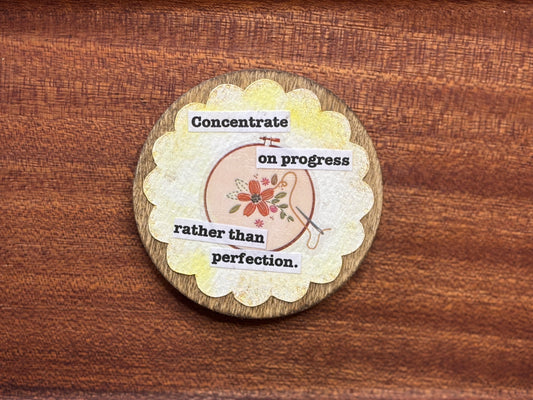 Concentrate
on progress
rather than
perfection.